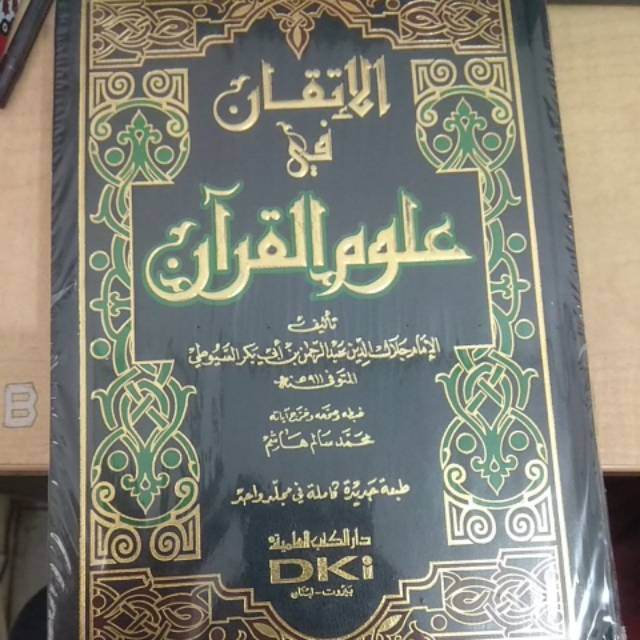 الإتقان
في
علوم القرآن
تأليف
الإمام جلال الدين عبد الرحمن بن أبي بكر السيوطي
المتوفى ٩١١ هـ
ضبطه وصححه وخرج آياته
محمد سالم هاشم
طبعة جديدة كاملة في مجلد واحد
دار الكتب العلمية
DKi
بيروت - لبنان
B